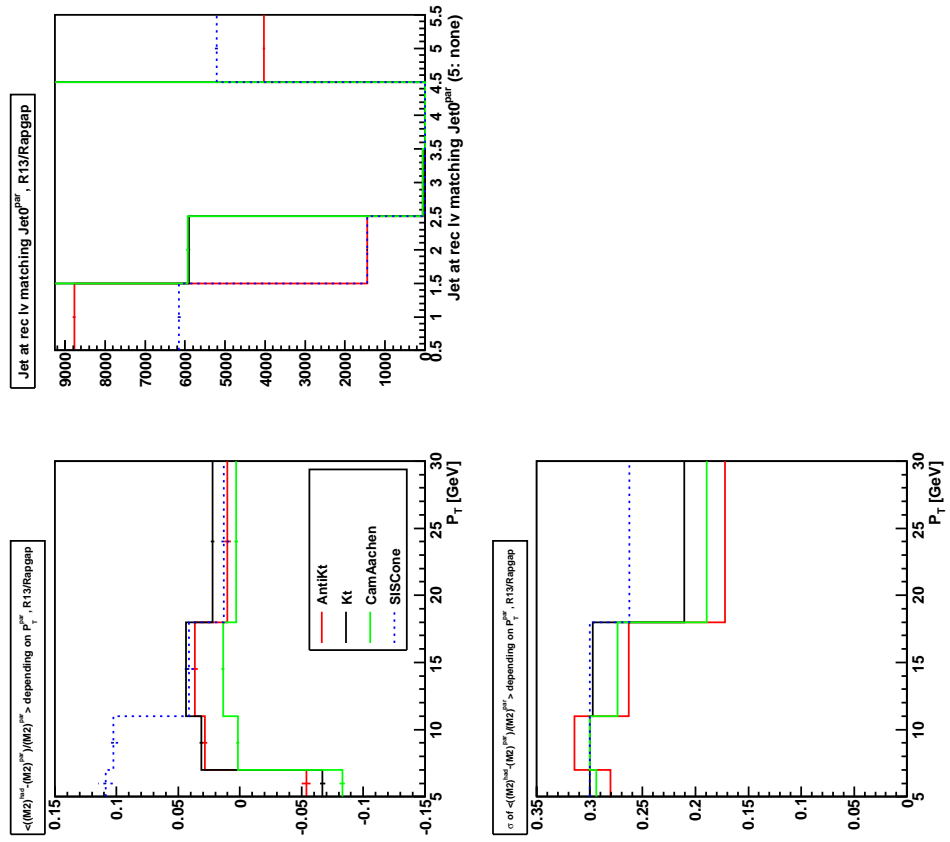 <((M2)^had-(M2)^par)/(M2)^par> depending on P_T^par, R13/Rapgap
0.15
0.1
0.05
0
-0.05
-0.1
-0.15
5 10 15 20 25 30
P_T [GeV]
AntiKt
Kt
CamAachen
SISCone
Jet at rec lv matching Jet0^par, R13/Rapgap
9000
8000
7000
6000
5000
4000
3000
2000
1000
0
0.5 1 1.5 2 2.5 3 3.5 4 4.5 5 5.5
Jet at rec lv matching Jet0^par (5: none)
σ of <((M2)^had-(M2)^par)/(M2)^par> depending on P_T^par, R13/Rapgap
0.35
0.3
0.25
0.2
0.15
0.1
0.05
0
5 10 15 20 25 30
P_T [GeV]